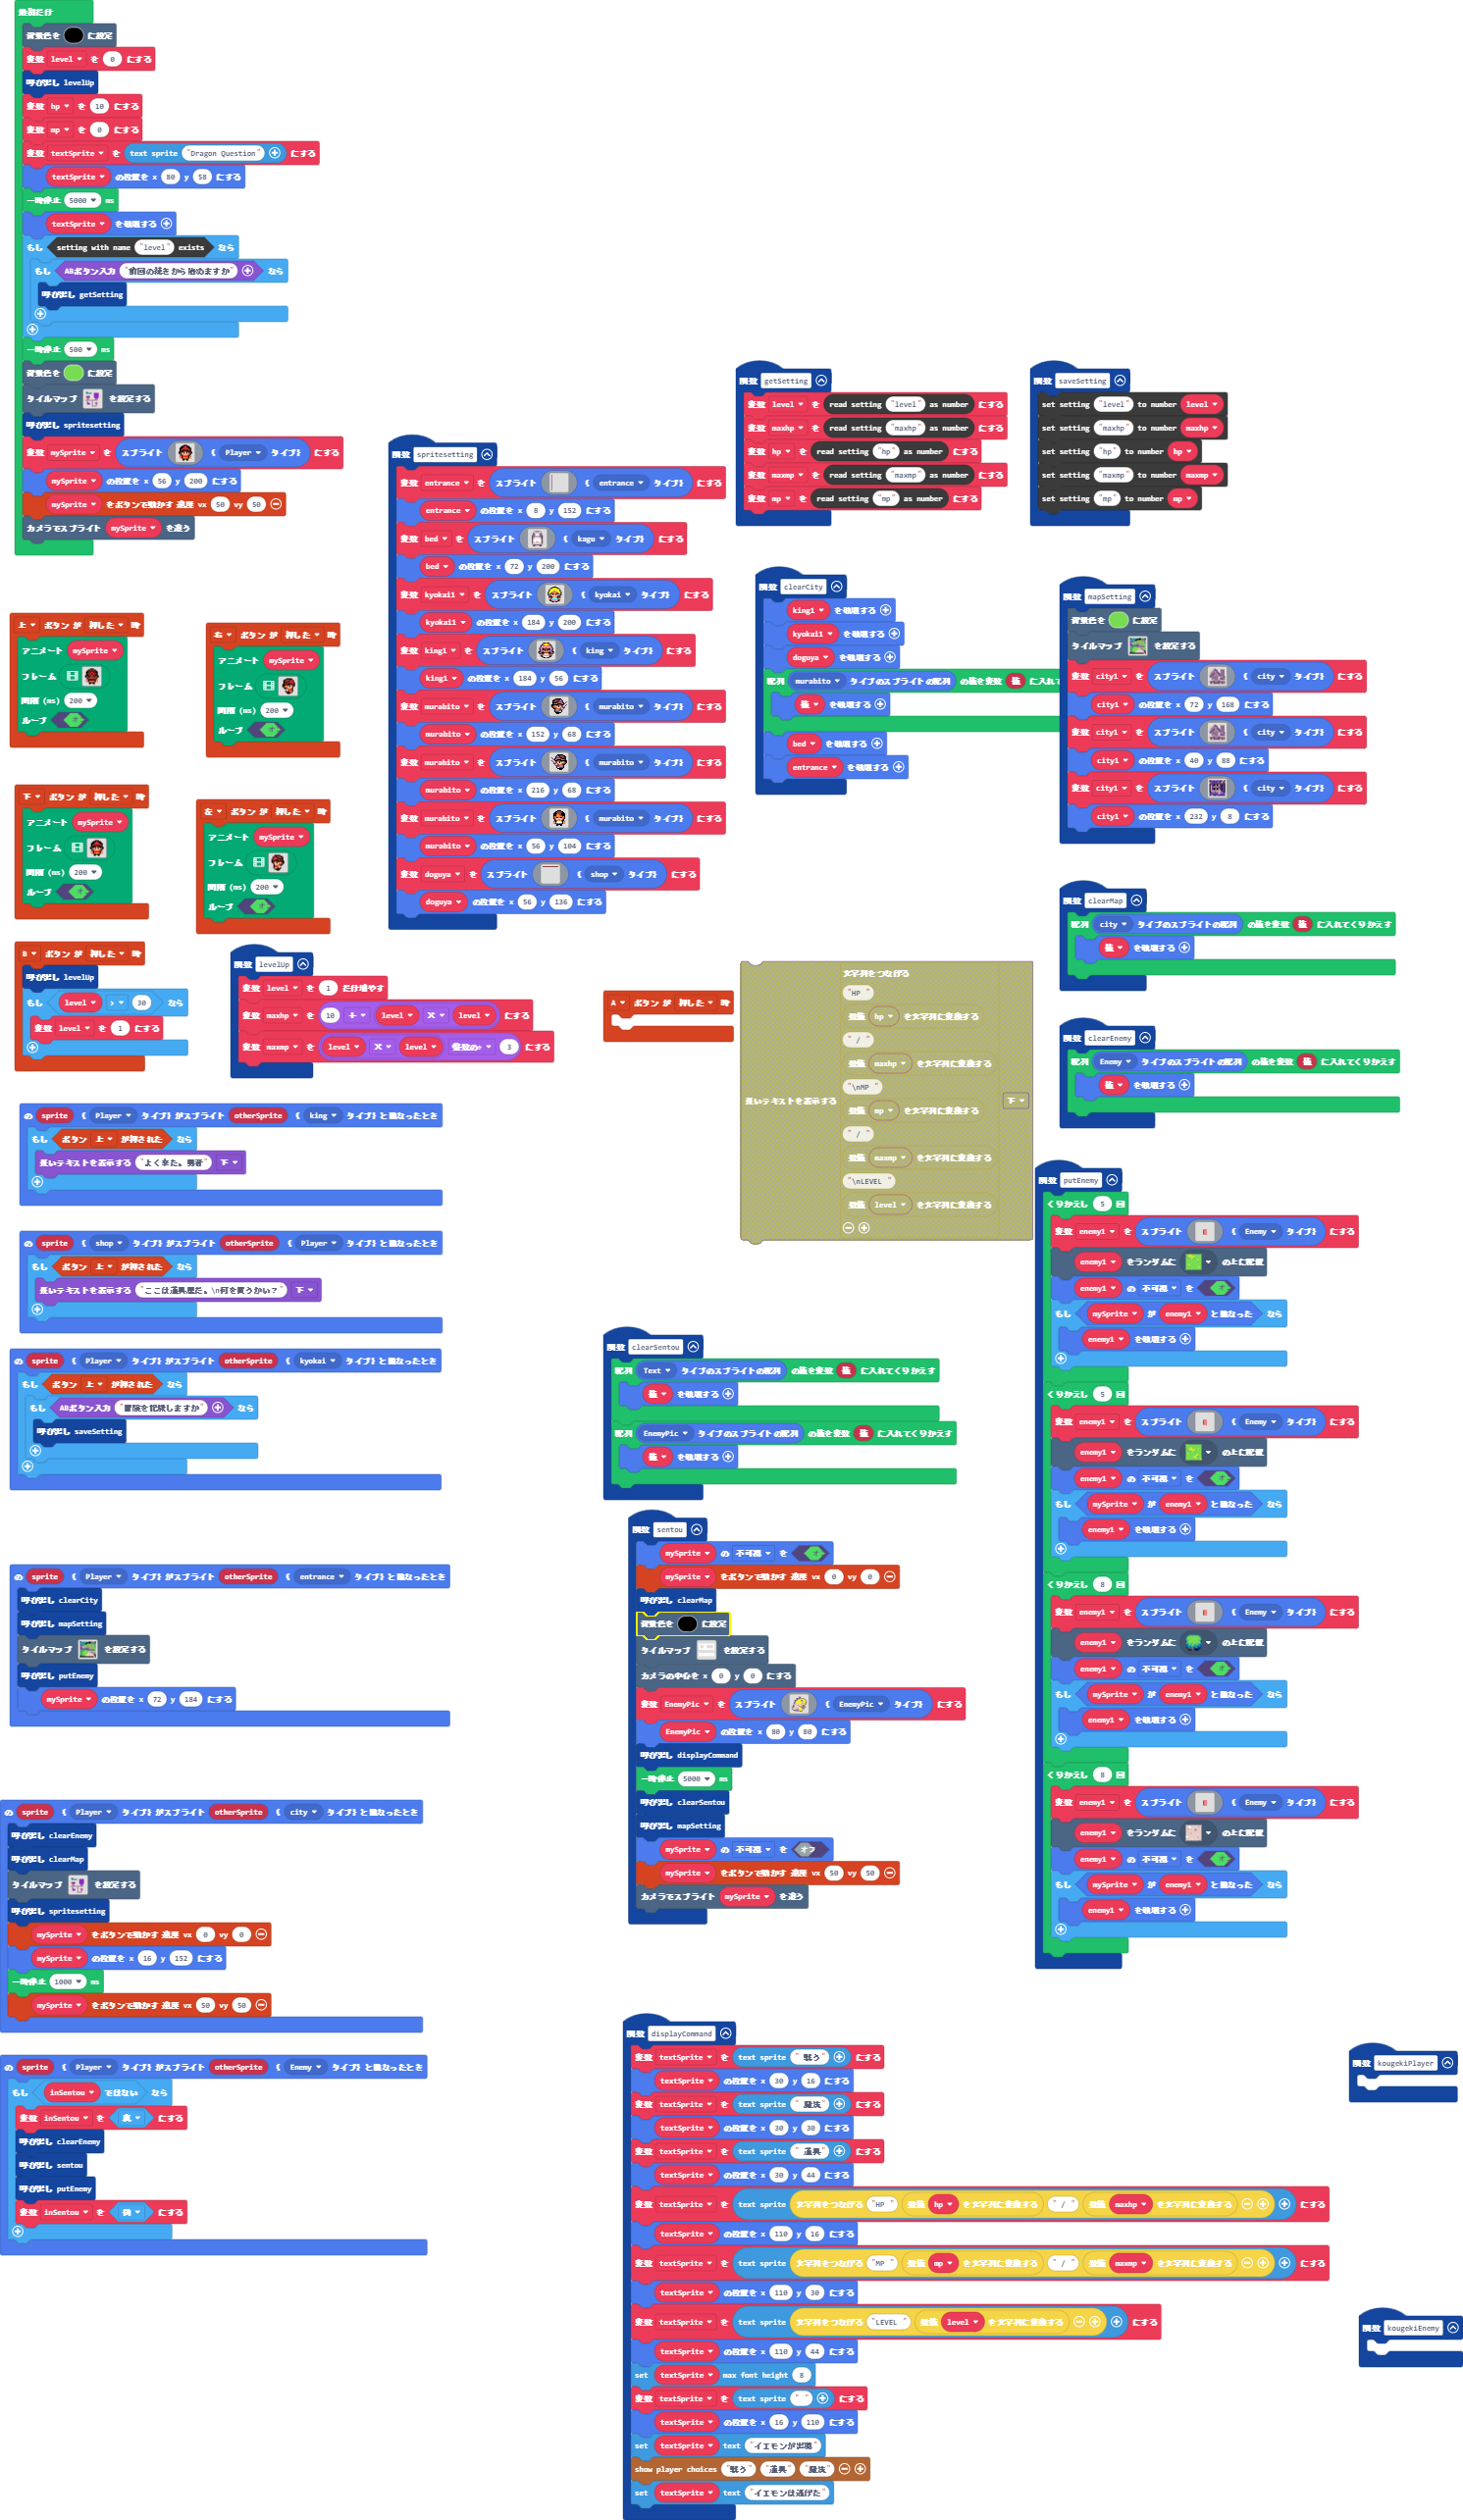 最初だけ
背景色を に設定
変数 level を 0 にする
呼び出し levelUp
変数 hp を 10 にする
変数 mp を 0 にする
変数 textSprite を text sprite "Dragon Question" にする
textSprite の位置を x 80 y 58 にする
一時停止 5000 ms
textSprite を破壊する
もし setting with name "level" exists なら
もし ABボタン入力 "前回の続きから始めますか" なら
呼び出し getSetting
一時停止 500 ms
背景色を に設定
タイルマップ を設定する
呼び出し spritesetting
変数 mySprite を スプライト ( Player タイプ) にする
mySprite の位置を x 56 y 200 にする
mySprite をボタンで動かす 速度 vx 50 vy 50
カメラでスプライト mySprite を追う
上 ボタン が 押した 時
アニメート mySprite
フレーム
間隔 (ms) 200
ループ オ
右 ボタン が 押した 時
アニメート mySprite
フレーム
間隔 (ms) 200
ループ オ
下 ボタン が 押した 時
アニメート mySprite
フレーム
間隔 (ms) 200
ループ オ
左 ボタン が 押した 時
アニメート mySprite
フレーム
間隔 (ms) 200
ループ オ
B ボタン が 押した 時
呼び出し levelUp
もし level > 30 なら
変数 level を 1 にする
関数 levelUp
変数 level を 1 だけ増やす
変数 maxhp を 10 + level × level にする
変数 maxmp を level × level 整数の÷ 3 にする
関数 spritesetting
変数 entrance を スプライト ( entrance タイプ) にする
entrance の位置を x 8 y 152 にする
変数 bed を スプライト ( kagu タイプ) にする
bed の位置を x 72 y 200 にする
変数 kyokai1 を スプライト ( kyokai タイプ) にする
kyokai1 の位置を x 184 y 200 にする
変数 king1 を スプライト ( king タイプ) にする
king1 の位置を x 184 y 56 にする
変数 murabito を スプライト ( murabito タイプ) にする
murabito の位置を x 152 y 68 にする
変数 murabito を スプライト ( murabito タイプ) にする
murabito の位置を x 216 y 68 にする
変数 murabito を スプライト ( murabito タイプ) にする
murabito の位置を x 56 y 104 にする
変数 doguya を スプライト ( shop タイプ) にする
doguya の位置を x 56 y 136 にする
関数 getSetting
変数 level を read setting "level" as number にする
変数 maxhp を read setting "maxhp" as number にする
変数 hp を read setting "hp" as number にする
変数 maxmp を read setting "maxmp" as number にする
変数 mp を read setting "mp" as number にする
関数 saveSetting
set setting "level" to number level
set setting "maxhp" to number maxhp
set setting "hp" to number hp
set setting "maxmp" to number maxmp
set setting "mp" to number mp
関数 clearCity
king1 を破壊する
kyokai1 を破壊する
doguya を破壊する
配列 murabito タイプのスプライトの配列 の値を変数 値 に入れて
値 を破壊する
bed を破壊する
entrance を破壊する
関数 mapSetting
背景色を に設定
タイルマップ を設定する
変数 city1 を スプライト ( city タイプ) にする
city1 の位置を x 72 y 168 にする
変数 city1 を スプライト ( city タイプ) にする
city1 の位置を x 40 y 88 にする
変数 city1 を スプライト ( city タイプ) にする
city1 の位置を x 232 y 8 にする
関数 clearMap
配列 city タイプのスプライトの配列 の値を変数 値 に入れてくりかえす
値 を破壊する
関数 clearEnemy
配列 Enemy タイプのスプライトの配列 の値を変数 値 に入れてくりかえす
値 を破壊する
A ボタン が 押した 時
長いテキストを表示する
文字列をつなげる
"HP "
数値 hp を文字列に変換する
" / "
数値 maxhp を文字列に変換する
"\nMP "
数値 mp を文字列に変換する
" / "
数値 maxmp を文字列に変換する
"\nLEVEL "
数値 level を文字列に変換する
下
の sprite ( Player タイプ) がスプライト otherSprite ( king タイプ) と重なったとき
もし ボタン 上 が押された なら
長いテキストを表示する "よく来た。勇者" 下
の sprite ( shop タイプ) がスプライト otherSprite ( Player タイプ) と重なったとき
もし ボタン 上 が押された なら
長いテキストを表示する "ここは道具屋だ。\n何を買うかい？" 下
の sprite ( Player タイプ) がスプライト otherSprite ( kyokai タイプ) と重なったとき
もし ボタン 上 が押された なら
もし ABボタン入力 "冒険を記録しますか" なら
呼び出し saveSetting
の sprite ( Player タイプ) がスプライト otherSprite ( entrance タイプ) と重なったとき
呼び出し clearCity
呼び出し mapSetting
タイルマップ を設定する
呼び出し putEnemy
mySprite の位置を x 72 y 184 にする
の sprite ( Player タイプ) がスプライト otherSprite ( city タイプ) と重なったとき
呼び出し clearEnemy
呼び出し clearMap
タイルマップ を設定する
呼び出し spritesetting
mySprite をボタンで動かす 速度 vx 0 vy 0
mySprite の位置を x 16 y 152 にする
一時停止 1000 ms
mySprite をボタンで動かす 速度 vx 50 vy 50
の sprite ( Player タイプ) がスプライト otherSprite ( Enemy タイプ) と重なったとき
もし inSentou ではない なら
変数 inSentou を 真 にする
呼び出し clearEnemy
呼び出し sentou
呼び出し putEnemy
変数 inSentou を 偽 にする
関数 clearSentou
配列 Text タイプのスプライトの配列 の値を変数 値 に入れてくりかえす
値 を破壊する
配列 EnemyPic タイプのスプライトの配列 の値を変数 値 に入れてくりかえす
値 を破壊する
関数 sentou
mySprite の 不可視 を オ
mySprite をボタンで動かす 速度 vx 0 vy 0
呼び出し clearMap
背景色を に設定
タイルマップ を設定する
カメラの中心を x 0 y 0 にする
変数 EnemyPic を スプライト ( EnemyPic タイプ) にする
EnemyPic の位置を x 80 y 80 にする
呼び出し displayCommand
一時停止 5000 ms
呼び出し clearSentou
呼び出し mapSetting
mySprite の 不可視 を オフ
mySprite をボタンで動かす 速度 vx 50 vy 50
カメラでスプライト mySprite を追う
関数 putEnemy
くりかえし 5 回
変数 enemy1 を スプライト ( Enemy タイプ) にする
enemy1 をランダムに の上に配置
enemy1 の 不可視 を オ
もし mySprite が enemy1 と重なった なら
enemy1 を破壊する
くりかえし 5 回
変数 enemy1 を スプライト ( Enemy タイプ) にする
enemy1 をランダムに の上に配置
enemy1 の 不可視 を オ
もし mySprite が enemy1 と重なった なら
enemy1 を破壊する
くりかえし 8 回
変数 enemy1 を スプライト ( Enemy タイプ) にする
enemy1 をランダムに の上に配置
enemy1 の 不可視 を オ
もし mySprite が enemy1 と重なった なら
enemy1 を破壊する
くりかえし 8 回
変数 enemy1 を スプライト ( Enemy タイプ) にする
enemy1 をランダムに の上に配置
enemy1 の 不可視 を オ
もし mySprite が enemy1 と重なった なら
enemy1 を破壊する
関数 displayCommand
変数 textSprite を text sprite " 戦う" にする
textSprite の位置を x 30 y 16 にする
変数 textSprite を text sprite " 魔法" にする
textSprite の位置を x 30 y 30 にする
変数 textSprite を text sprite " 道具" にする
textSprite の位置を x 30 y 44 にする
変数 textSprite を text sprite 文字列をつなげる "HP " 数値 hp を文字列に変換する " / " 数値 maxhp を文字列に変換する にする
textSprite の位置を x 110 y 16 にする
変数 textSprite を text sprite 文字列をつなげる "MP " 数値 mp を文字列に変換する " / " 数値 maxmp を文字列に変換する にする
textSprite の位置を x 110 y 30 にする
変数 textSprite を text sprite 文字列をつなげる "LEVEL " 数値 level を文字列に変換する にする
textSprite の位置を x 110 y 44 にする
set textSprite max font height 8
変数 textSprite を text sprite " " にする
textSprite の位置を x 16 y 110 にする
set textSprite text "イエモンが出現"
show player choices "戦う" "道具" "魔法"
set textSprite text "イエモンは逃げた"
関数 kougekiPlayer
関数 kougekiEnemy